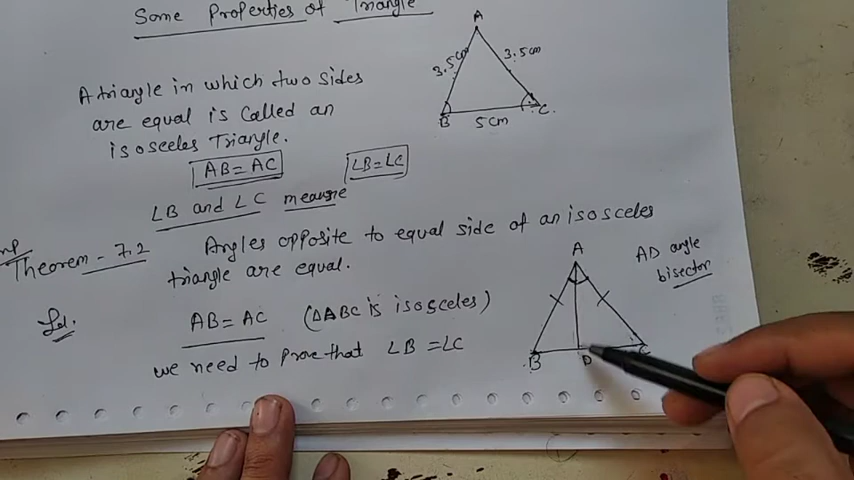 Some Properties of Triangle
A
3.5cm
3.5cm
B
C.
5cm
A triangle in which two sides
are equal is Called an
isosceles Triangle.
AB=AC
∠B=∠C
∠B and ∠C measure
Imp
Theorem - 7.2
Angles opposite to equal side of an isosceles
triangle are equal.
AB = AC
(ΔABC is isosceles)
we need to Prove that ∠B = ∠C
A
AD angle
bisector
B
D
C